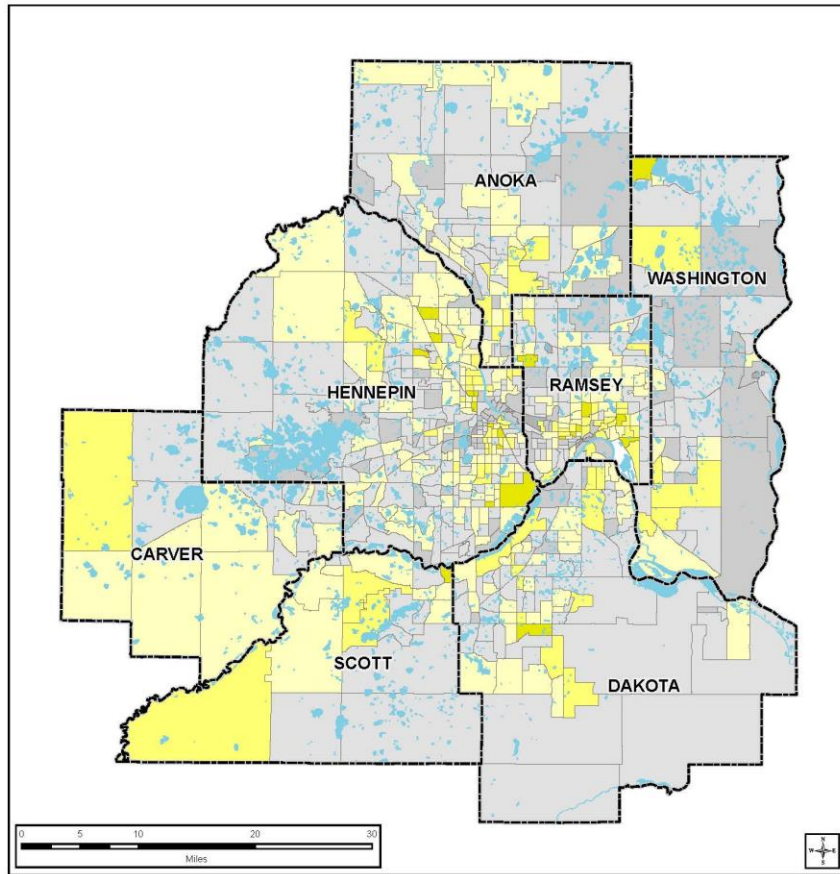 ANOKA
WASHINGTON
HENNEPIN
RAMSEY
CARVER
SCOTT
DAKOTA
0 5 10 20 30
Miles
N
W E
S